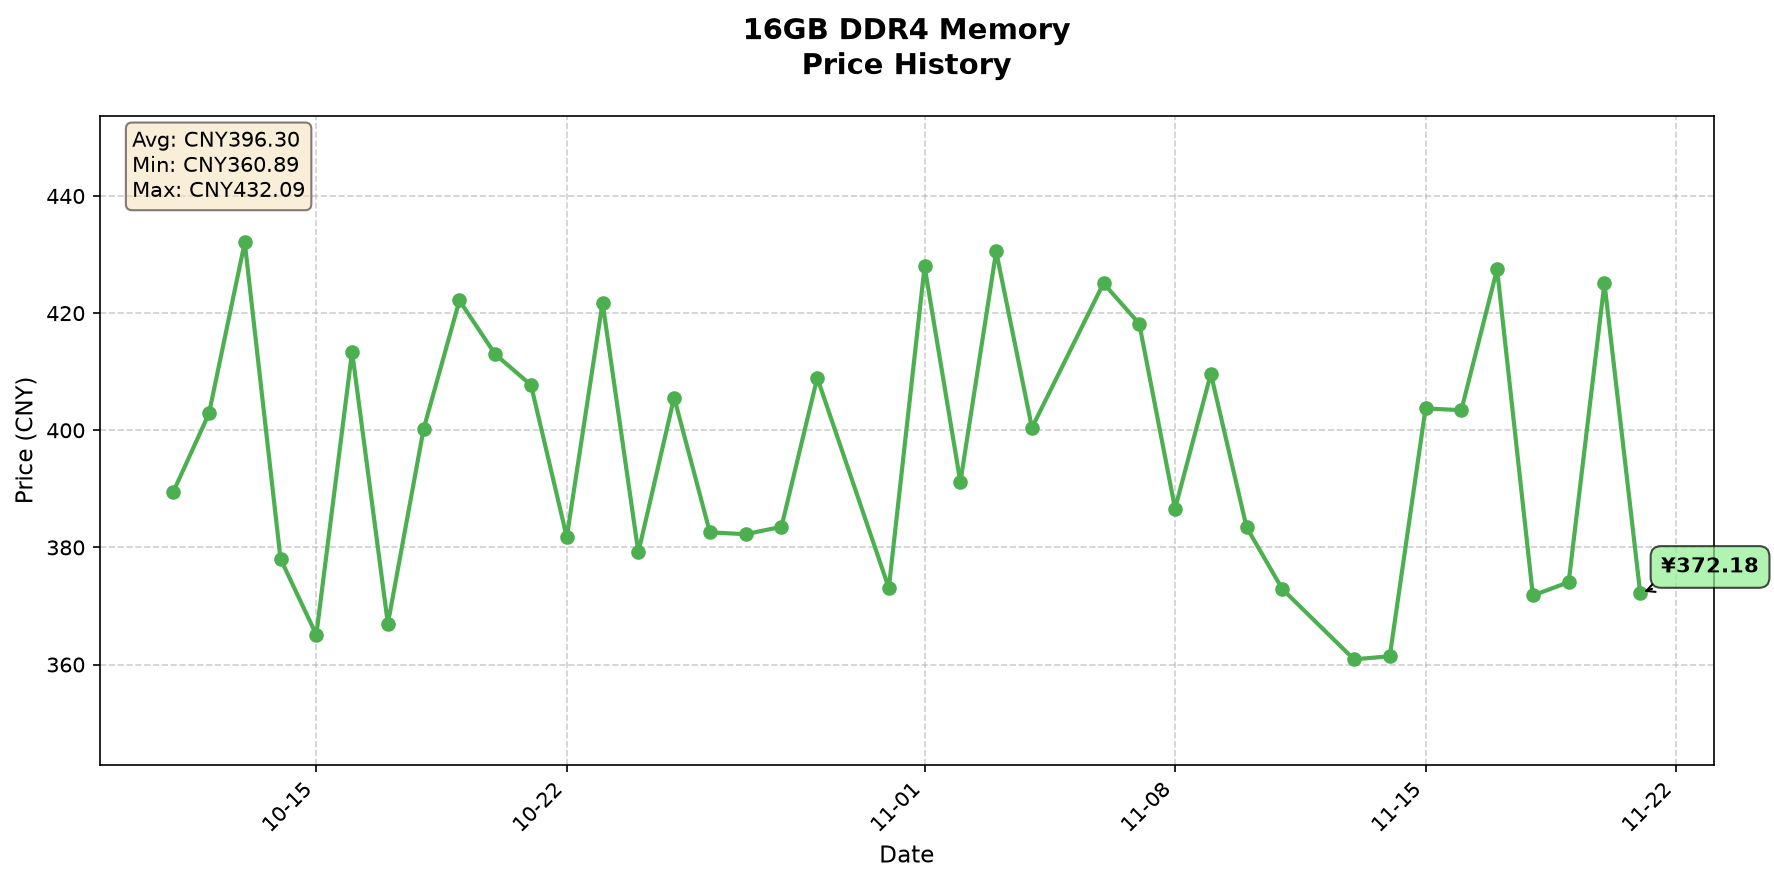 16GB DDR4 Memory
Price History
Avg: CNY396.30
Min: CNY360.89
Max: CNY432.09
440
420
400
380
360
Price (CNY)
¥372.18
10-15
10-22
11-01
11-08
11-15
11-22
Date